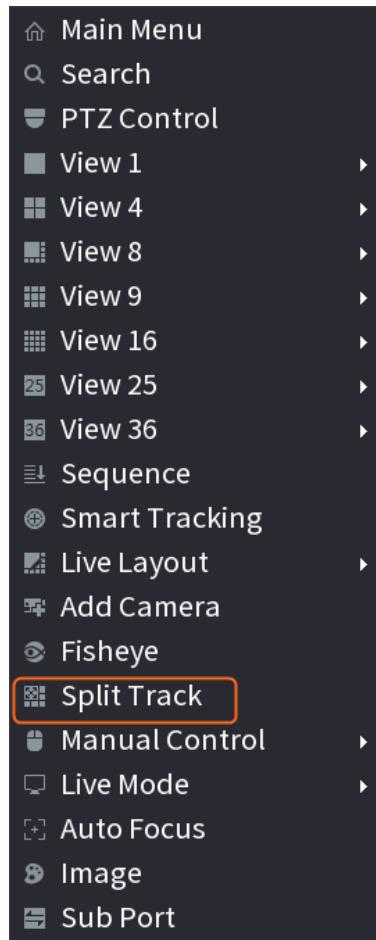 Main Menu
Search
PTZ Control
View 1
View 4
View 8
View 9
View 16
25 View 25
36 View 36
Sequence
Smart Tracking
Live Layout
Add Camera
Fisheye
Split Track
Manual Control
Live Mode
Auto Focus
Image
Sub Port